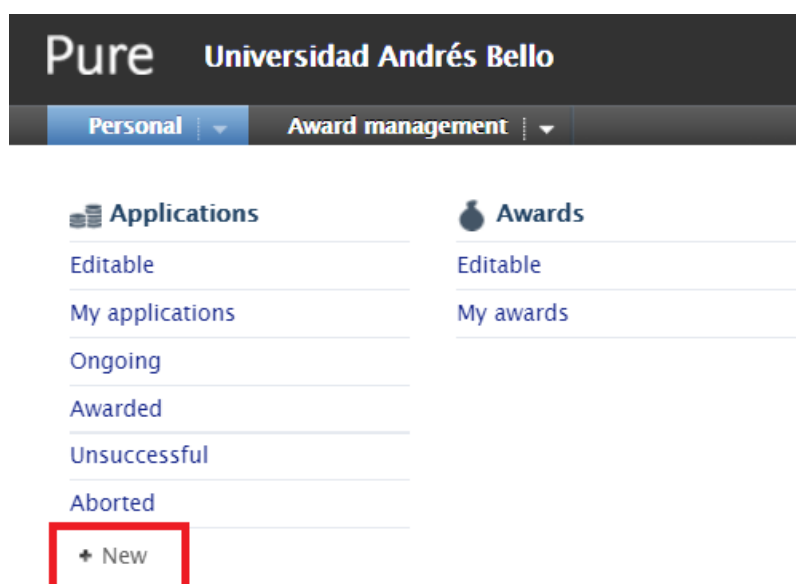 Pure Universidad Andrés Bello
Personal Award management
Applications
Editable
My applications
Ongoing
Awarded
Unsuccessful
Aborted
+ New
Awards
Editable
My awards